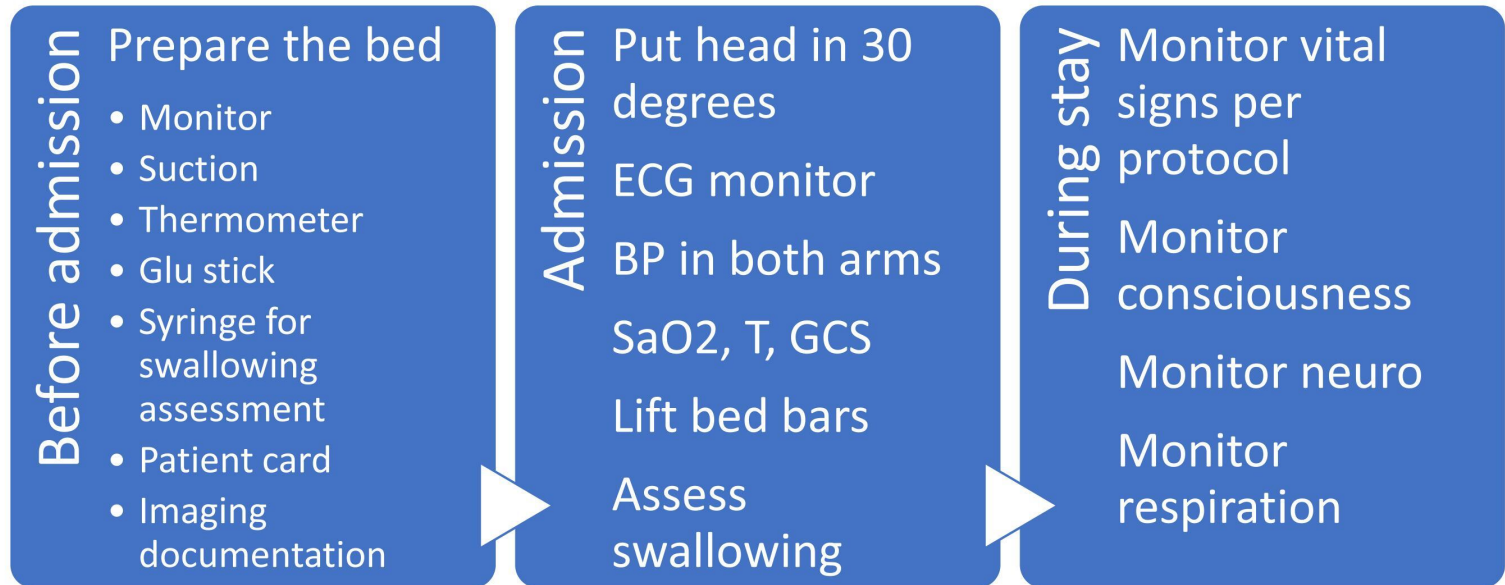 Before admission
Prepare the bed
• Monitor
• Suction
• Thermometer
• Glu stick
• Syringe for
swallowing
assessment
• Patient card
• Imaging
documentation
Admission
Put head in 30
degrees
ECG monitor
BP in both arms
SaO2, T, GCS
Lift bed bars
Assess
swallowing
During stay
Monitor vital
signs per
protocol
Monitor
consciousness
Monitor neuro
Monitor
respiration